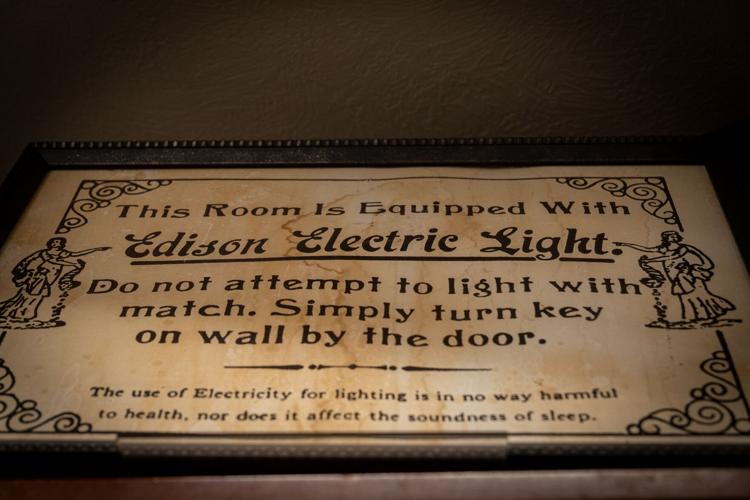 This Room Is Equipped With
Edison Electric Light.
Do not attempt to light with
match. Simply turn key
on wall by the door.
The use of Electricity for lighting is in no way harmful
to health, nor does it affect the soundness of sleep.